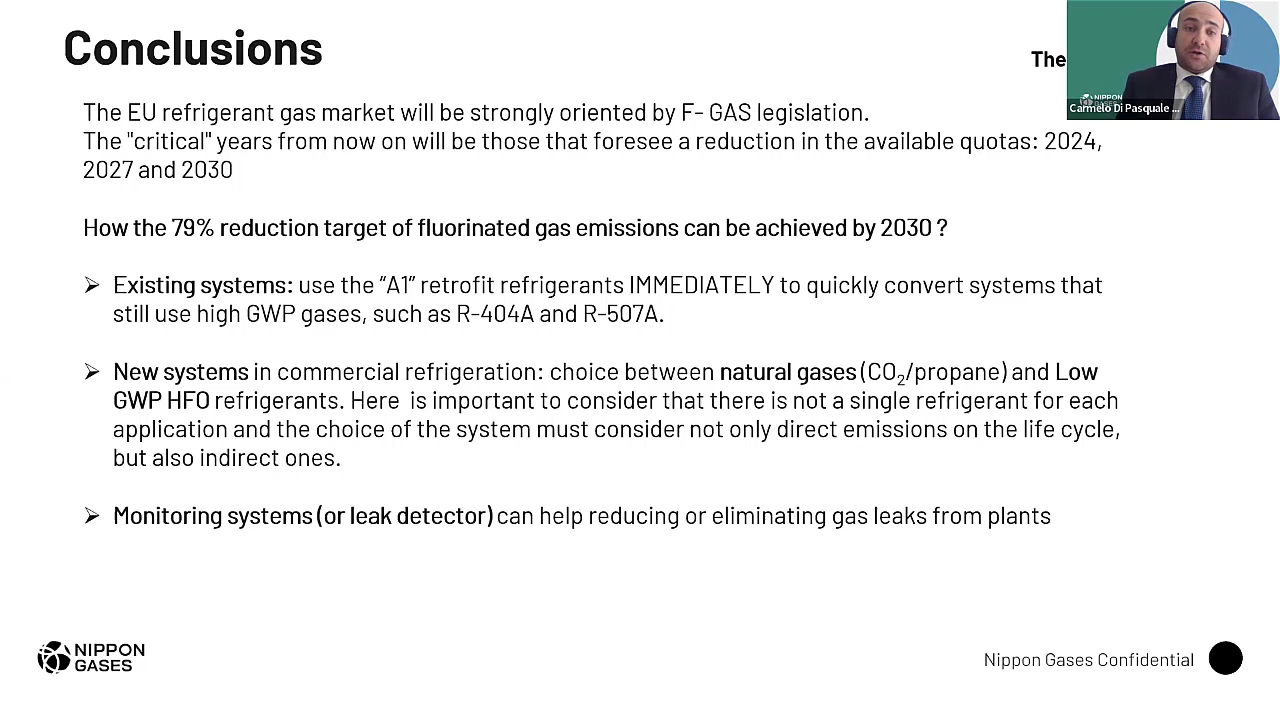 Conclusions
The
NIPPON
GASES
Carmelo Di Pasquale ...
The EU refrigerant gas market will be strongly oriented by F- GAS legislation.
The "critical" years from now on will be those that foresee a reduction in the available quotas: 2024,
2027 and 2030
How the 79% reduction target of fluorinated gas emissions can be achieved by 2030 ?
➢ Existing systems: use the “A1” retrofit refrigerants IMMEDIATELY to quickly convert systems that
still use high GWP gases, such as R-404A and R-507A.
➢ New systems in commercial refrigeration: choice between natural gases (CO₂/propane) and Low
GWP HFO refrigerants. Here  is important to consider that there is not a single refrigerant for each
application and the choice of the system must consider not only direct emissions on the life cycle,
but also indirect ones.
➢ Monitoring systems (or leak detector) can help reducing or eliminating gas leaks from plants
NIPPON
GASES
Nippon Gases Confidential